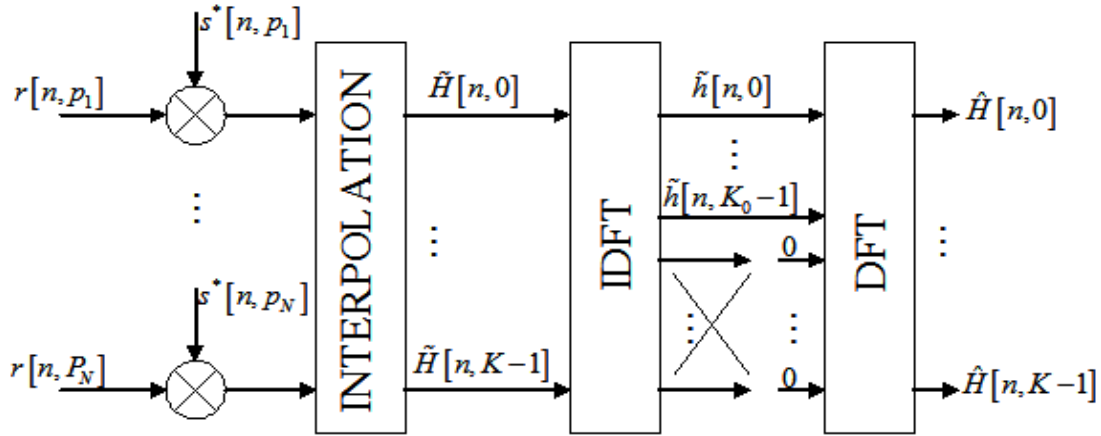 s*[n,p₁]
r[n,p₁]
⋮
s*[n,p_N]
r[n,P_N]
INTERPOLATION
H̃[n,0]
⋮
H̃[n,K−1]
IDFT
h̃[n,0]
⋮
h̃[n,K₀−1]
0
⋮
⋮
0
DFT
Ĥ[n,0]
⋮
Ĥ[n,K−1]